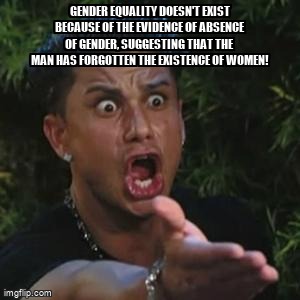 GENDER EQUALITY DOESN'T EXIST
BECAUSE OF THE EVIDENCE OF ABSENCE
OF GENDER, SUGGESTING THAT THE
MAN HAS FORGOTTEN THE EXISTENCE OF WOMEN!
imgflip.com